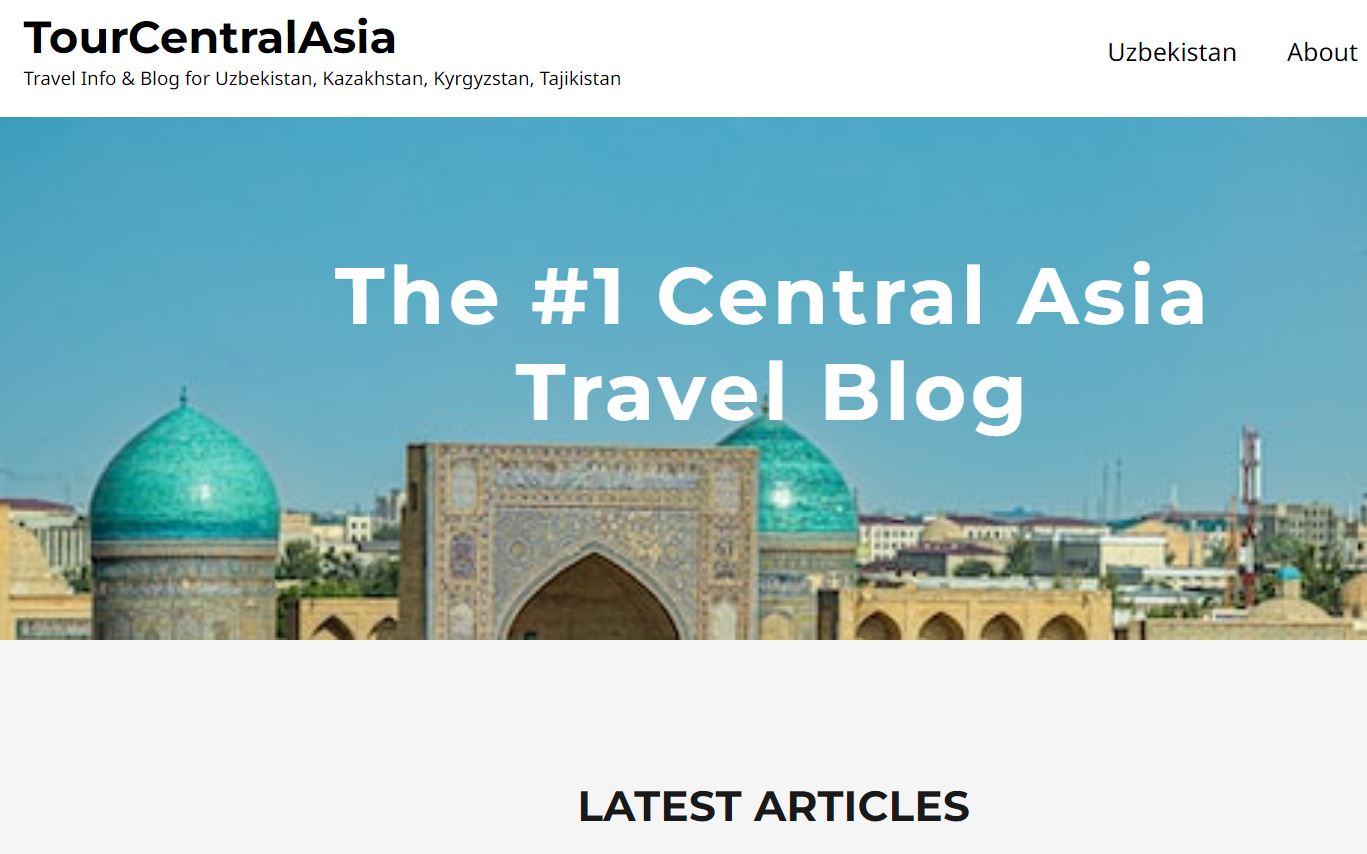 TourCentralAsia
Travel Info & Blog for Uzbekistan, Kazakhstan, Kyrgyzstan, Tajikistan
Uzbekistan
About
The #1 Central Asia
Travel Blog
LATEST ARTICLES